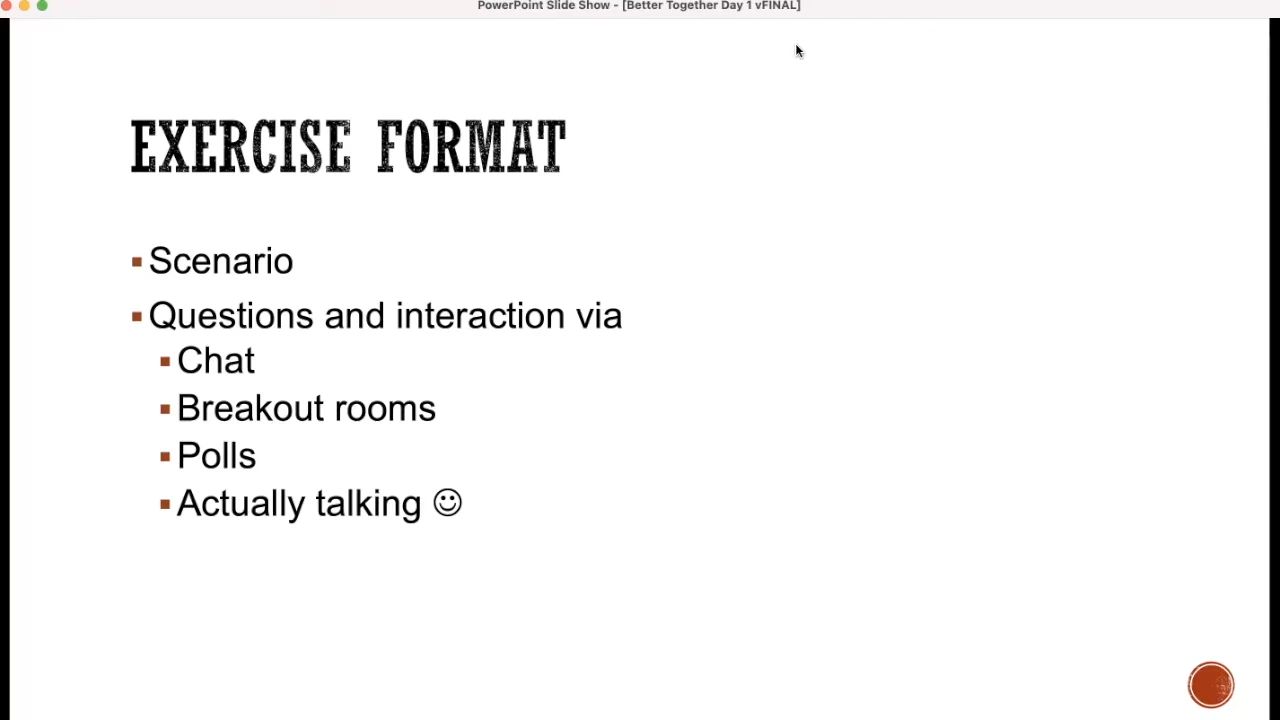 PowerPoint Slide Show - [Better Together Day 1 vFINAL]
EXERCISE FORMAT
Scenario
Questions and interaction via
Chat
Breakout rooms
Polls
Actually talking ☺